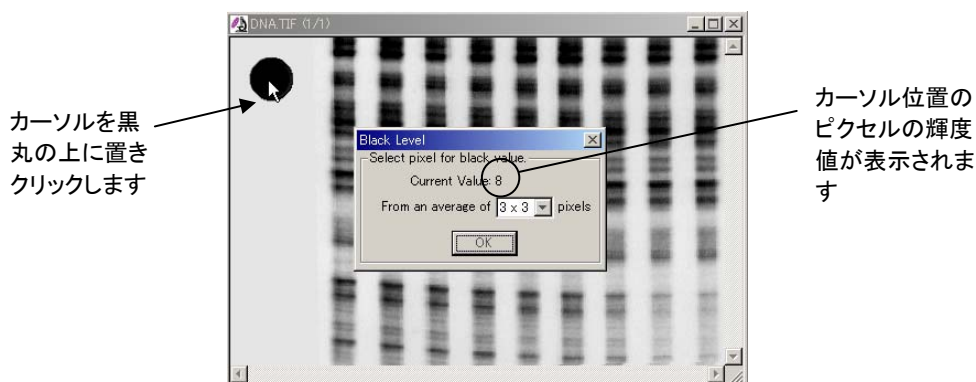 DNA.TIF (1/1)
カーソルを黒
丸の上に置き
クリックします
Black Level
Select pixel for black value.
Current Value: 8
From an average of 3 x 3 pixels
OK
カーソル位置の
ピクセルの輝度
値が表示されま
す